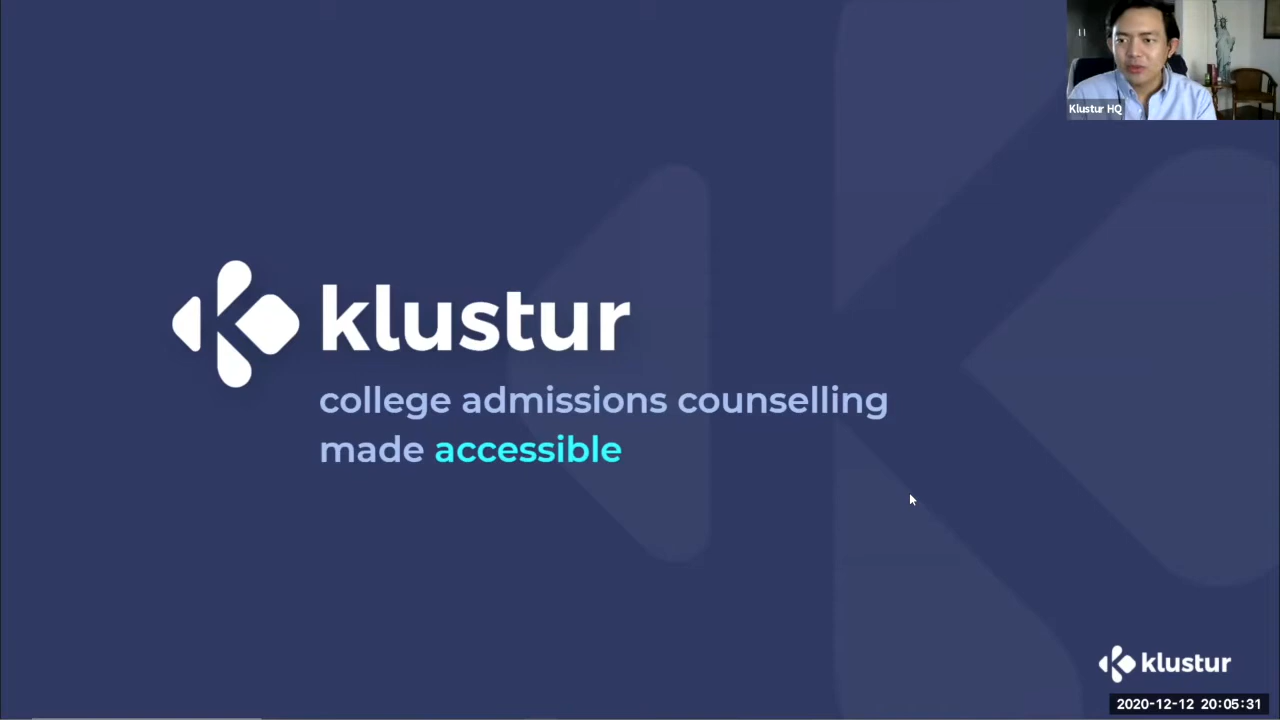 Klustur HQ
klustur
college admissions counselling
made accessible
klustur
2020-12-12 20:05:31